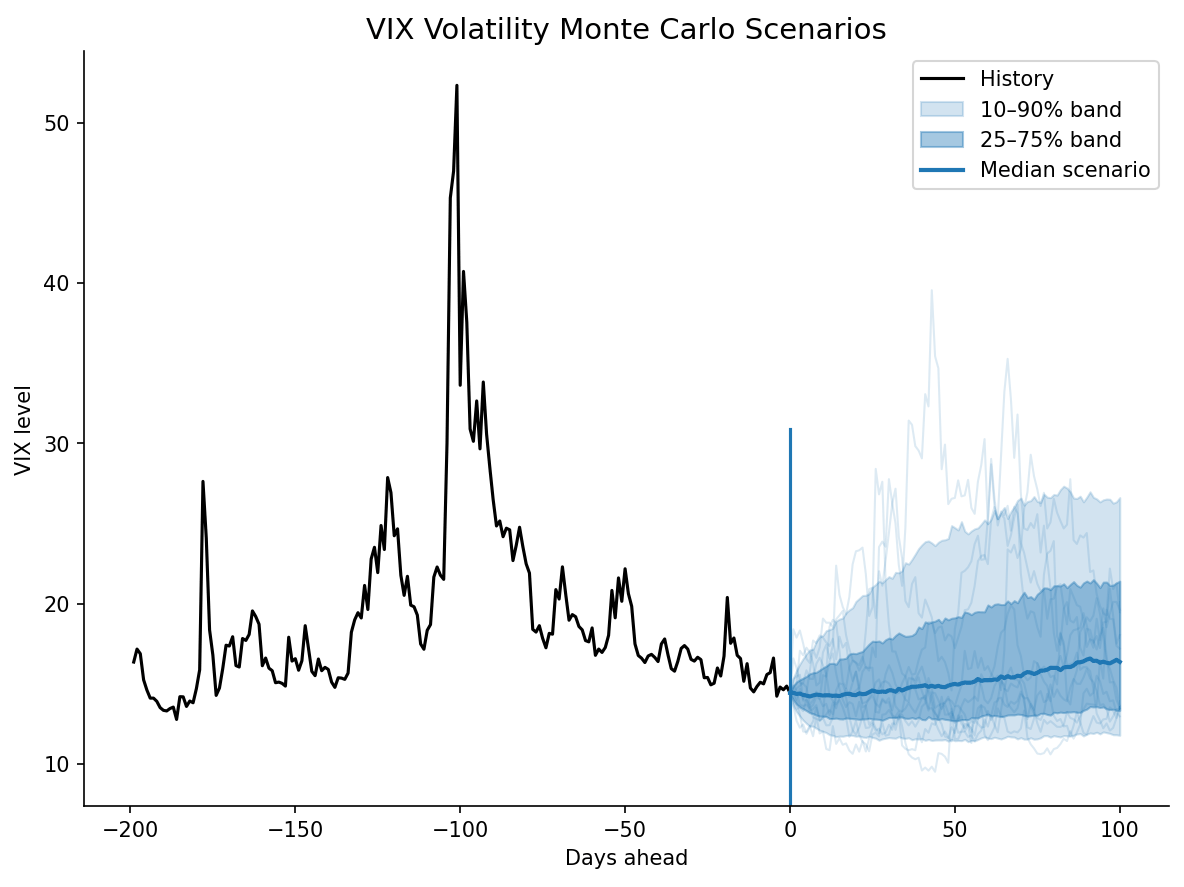 VIX Volatility Monte Carlo Scenarios
History
10–90% band
25–75% band
Median scenario
VIX level
50
40
30
20
10
−200
−150
−100
−50
0
50
100
Days ahead